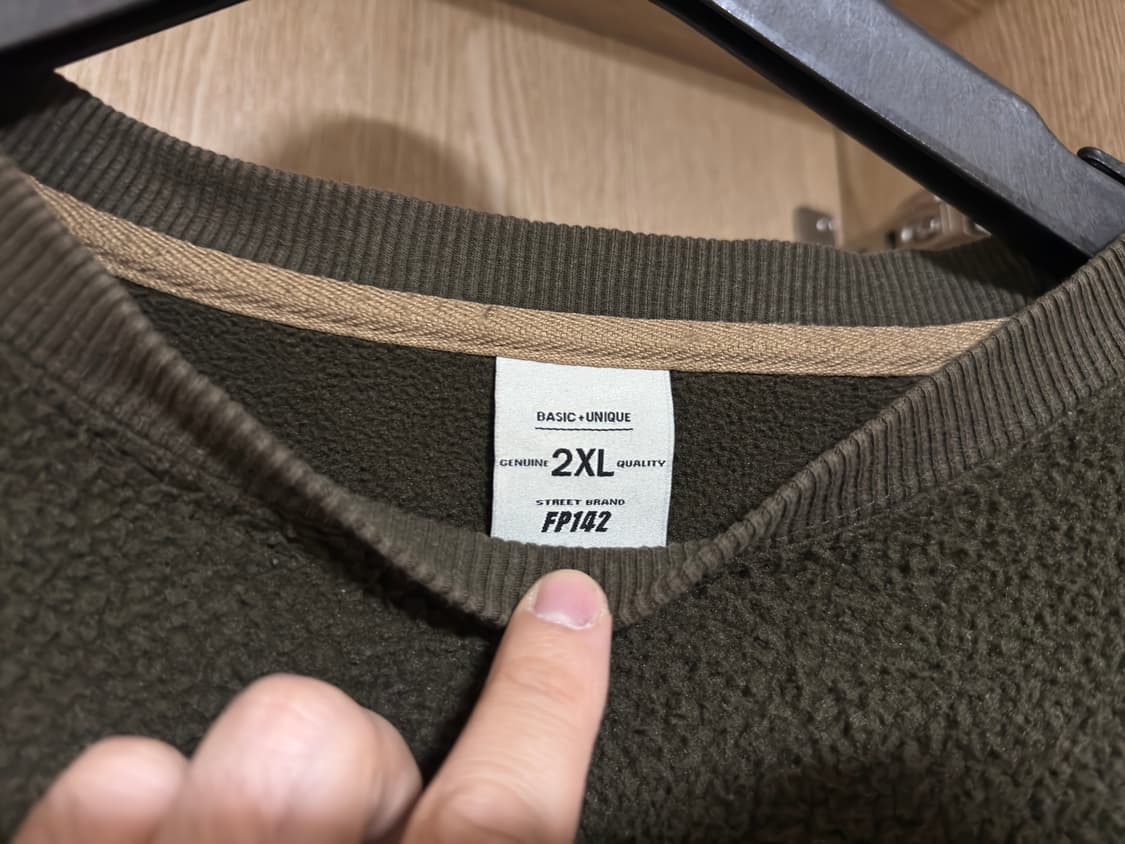 BASIC+UNIQUE
GENUINE 2XL QUALITY
STREET BRAND
FP142